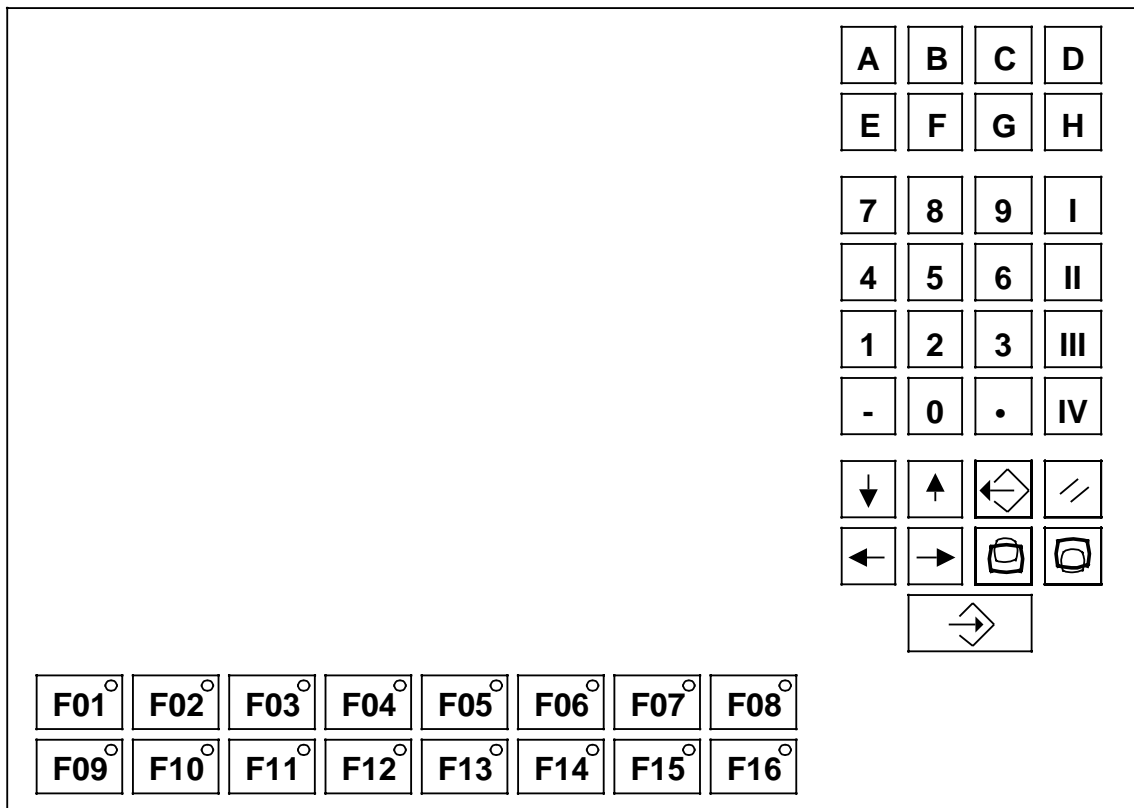 A B C D
E F G H
7 8 9 I
4 5 6 II
1 2 3 III
- 0 • IV
F01 F02 F03 F04 F05 F06 F07 F08
F09 F10 F11 F12 F13 F14 F15 F16